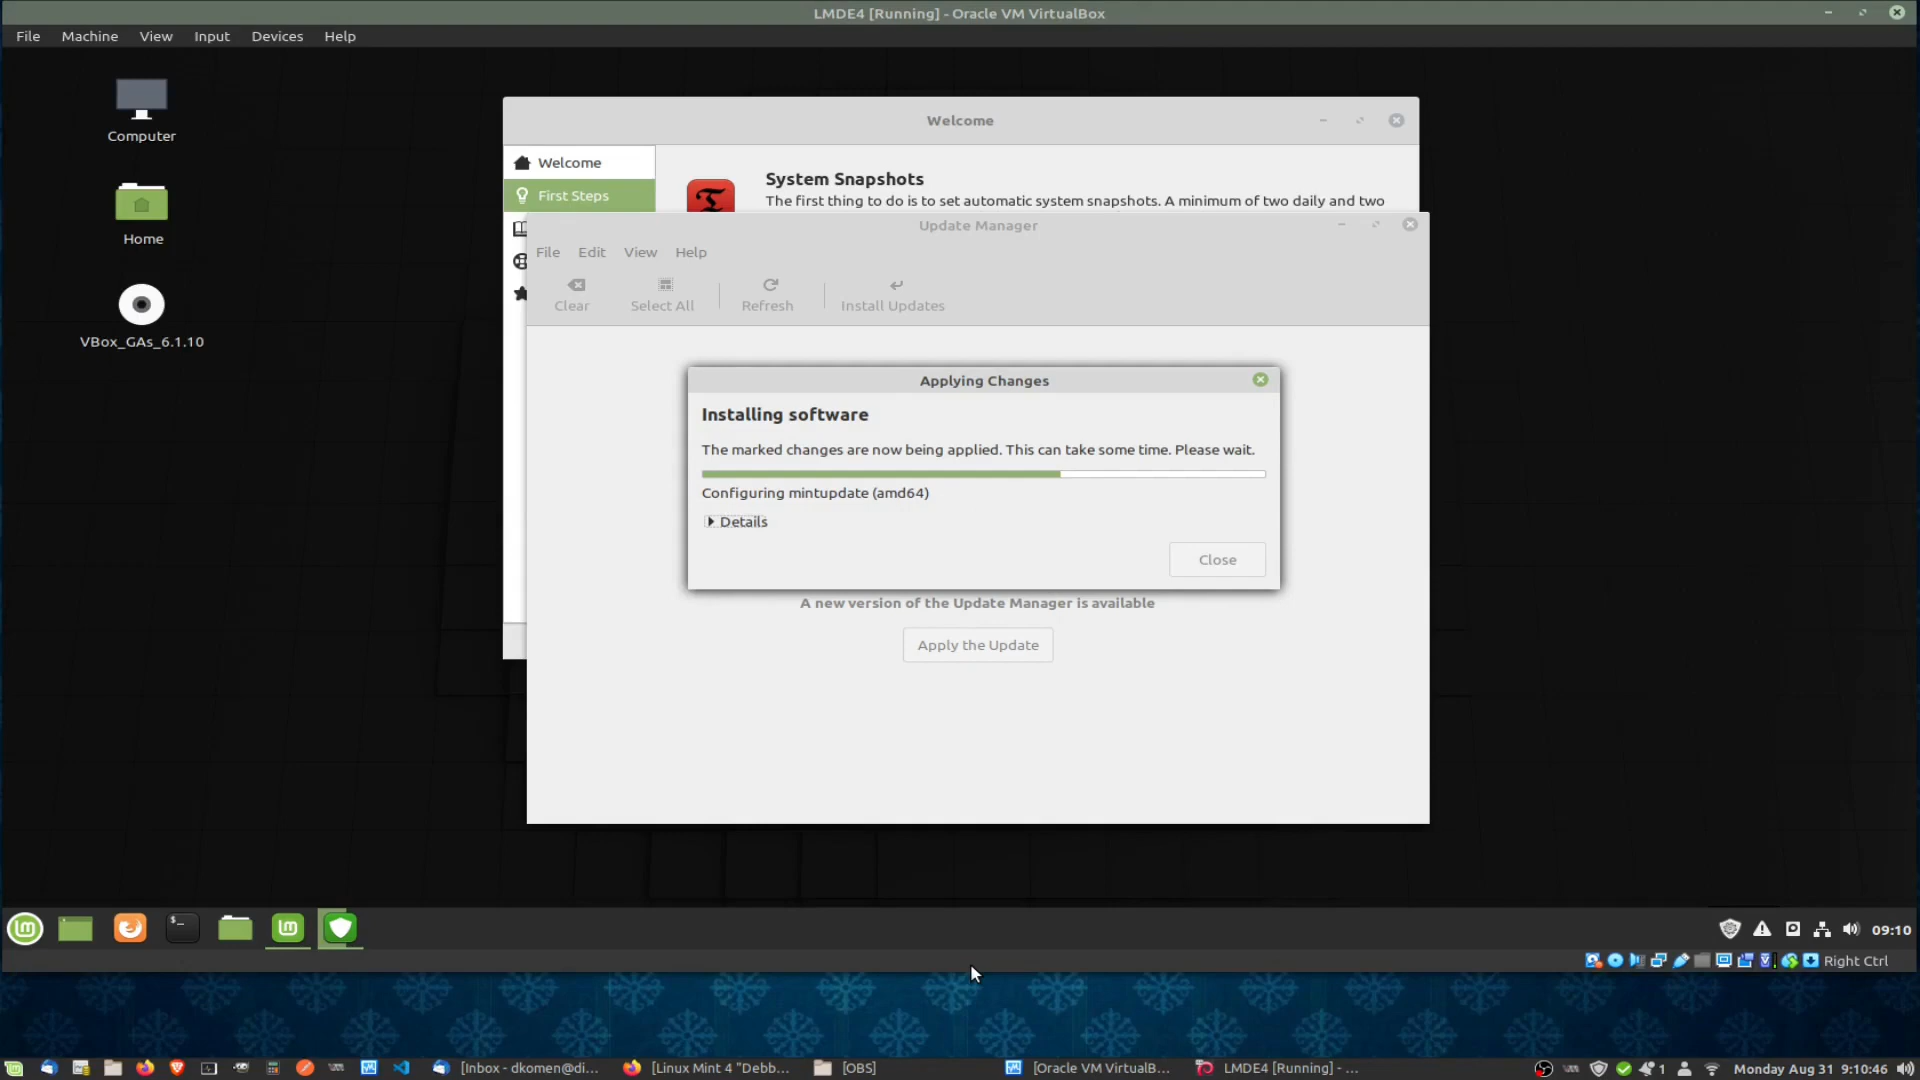 LMDE4 [Running] - Oracle VM VirtualBox
File Machine View Input Devices Help
Computer
Home
VBox_GAs_6.1.10
Welcome
Welcome
First Steps
System Snapshots
The first thing to do is to set automatic system snapshots. A minimum of two daily and two
Update Manager
File Edit View Help
Clear Select All Refresh Install Updates
Applying Changes
Installing software
The marked changes are now being applied. This can take some time. Please wait.
Configuring mintupdate (amd64)
Details
Close
A new version of the Update Manager is available
Apply the Update
09:10
Right Ctrl
[Inbox - dkomen@di... [Linux Mint 4 "Debb... [OBS] [Oracle VM VirtualB... LMDE4 [Running] - ... 1 Monday Aug 31 9:10:46